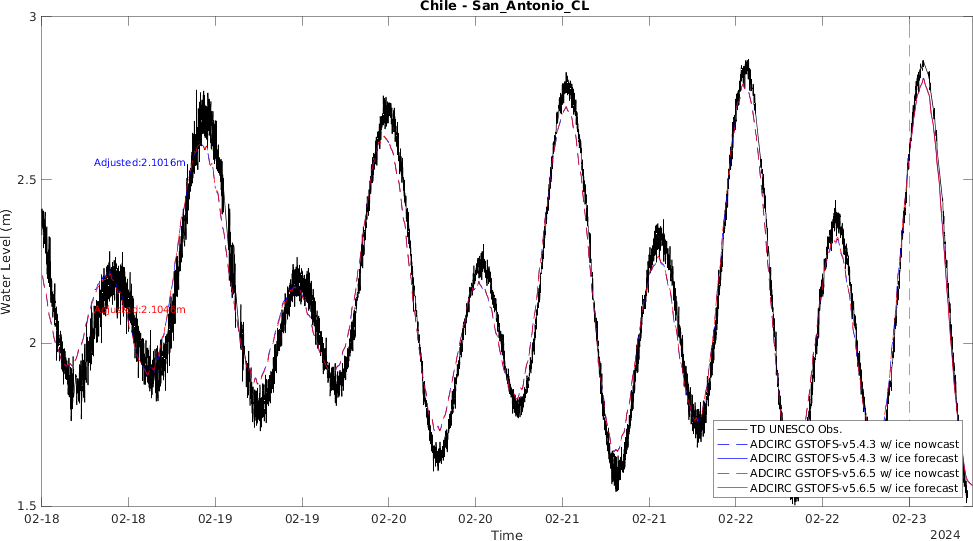 Chile - San_Antonio_CL
3
2.5
2
1.5
Water Level (m)
Adjusted:2.1016m
Adjusted:2.1046m
TD UNESCO Obs.
ADCIRC GSTOFS-v5.4.3 w/ ice nowcast
ADCIRC GSTOFS-v5.4.3 w/ ice forecast
ADCIRC GSTOFS-v5.6.5 w/ ice nowcast
ADCIRC GSTOFS-v5.6.5 w/ ice forecast
02-18 02-18 02-19 02-19 02-20 02-20 02-21 02-21 02-22 02-22 02-23
Time
2024